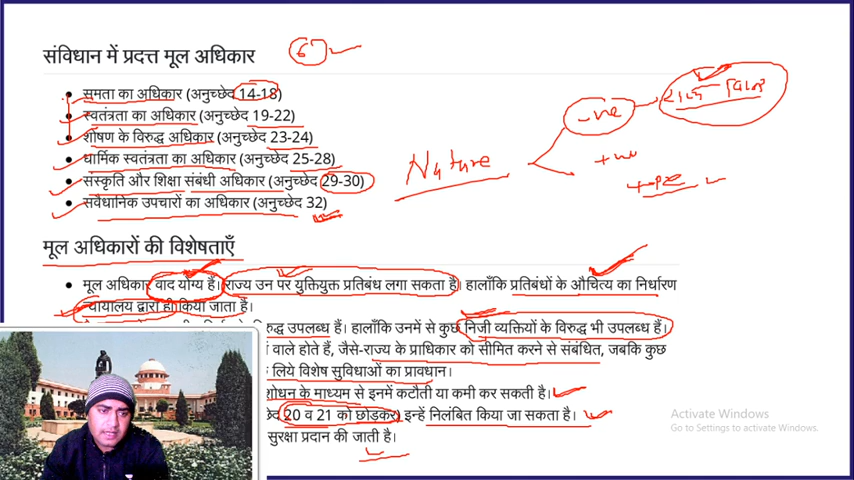 संविधान में प्रदत्त मूल अधिकार 6
समता का अधिकार (अनुच्छेद 14-18)
स्वतंत्रता का अधिकार (अनुच्छेद 19-22)
शोषण के विरुद्ध अधिकार (अनुच्छेद 23-24)
धार्मिक स्वतंत्रता का अधिकार (अनुच्छेद 25-28)
संस्कृति और शिक्षा संबंधी अधिकार (अनुच्छेद 29-30)
सवैधानिक उपचारों का अधिकार (अनुच्छेद 32)
Nature
-ve
+ve
मूल अधिकारों की विशेषताएँ
मूल अधिकार वाद योग्य हैं। राज्य उन पर युक्तियुक्त प्रतिबंध लगा सकता है। हालाँकि प्रतिबंधों के औचित्य का निर्धारण
न्यायालय द्वारा ही किया जाता हैं।
उपलब्ध हैं। हालाँकि उनमें से कुछ निजी व्यक्तियों के विरुद्ध भी उपलब्ध हैं।
वाले होते हैं, जैसे-राज्य के प्राधिकार को सीमित करने से संबंधित, जबकि कुछ
के लिये विशेष सुविधाओं का प्रावधान।
के माध्यम से इनमें कटौती या कमी कर सकती है।
20 व 21 को छोड़कर) इन्हें निलंबित किया जा सकता है।
सुरक्षा प्रदान की जाती है।
Activate Windows
Go to Settings to activate Windows.